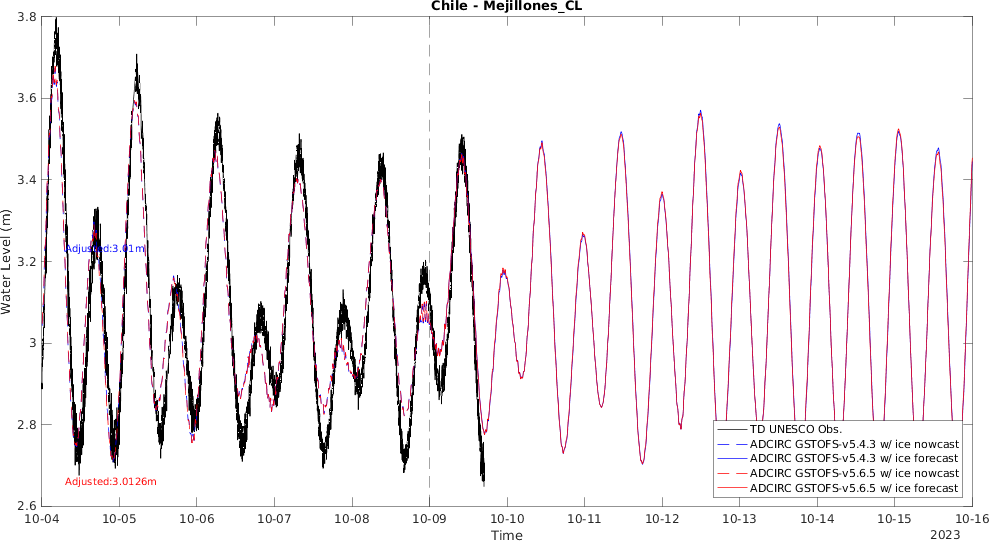 Chile - Mejillones_CL
3.8
3.6
3.4
3.2
3
2.8
2.6
Water Level (m)
Adjusted:3.01m
Adjusted:3.0126m
TD UNESCO Obs.
ADCIRC GSTOFS-v5.4.3 w/ ice nowcast
ADCIRC GSTOFS-v5.4.3 w/ ice forecast
ADCIRC GSTOFS-v5.6.5 w/ ice nowcast
ADCIRC GSTOFS-v5.6.5 w/ ice forecast
10-04 10-05 10-06 10-07 10-08 10-09 10-10 10-11 10-12 10-13 10-14 10-15 10-16
Time
2023